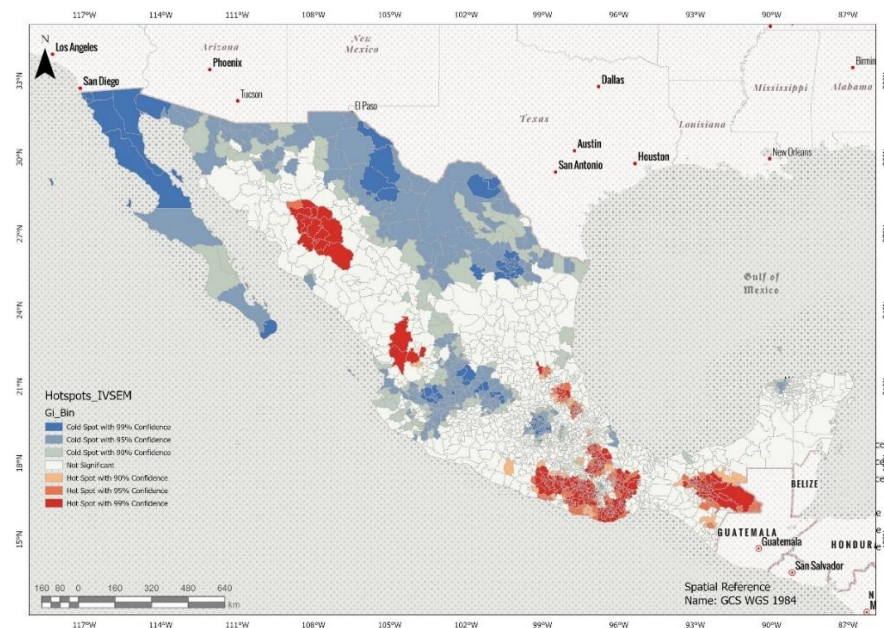 117°W 114°W 111°W 108°W 105°W 102°W 99°W 96°W 93°W 90°W 87°W
N
Los Angeles
Arizona
New
Mexico
Phoenix
San Diego
Tucson
El Paso
Dallas
Mississippi
Alabama
Texas
Louisiana
Austin
Houston
San Antonio
New Orleans
33°N
30°N
27°N
24°N
21°N
18°N
15°N
Gulf of
Mexico
Hotspots_IVSEM
Gi_Bin
Cold Spot with 99% Confidence
Cold Spot with 95% Confidence
Cold Spot with 90% Confidence
Not Significant
Hot Spot with 90% Confidence
Hot Spot with 95% Confidence
Hot Spot with 99% Confidence
BELIZE
GUATEMALA
Guatemala
San Salvador
160 80 0 160 320 480 640
km
Spatial Reference
Name: GCS WGS 1984
117°W 114°W 111°W 108°W 105°W 102°W 99°W 96°W 93°W 90°W 87°W